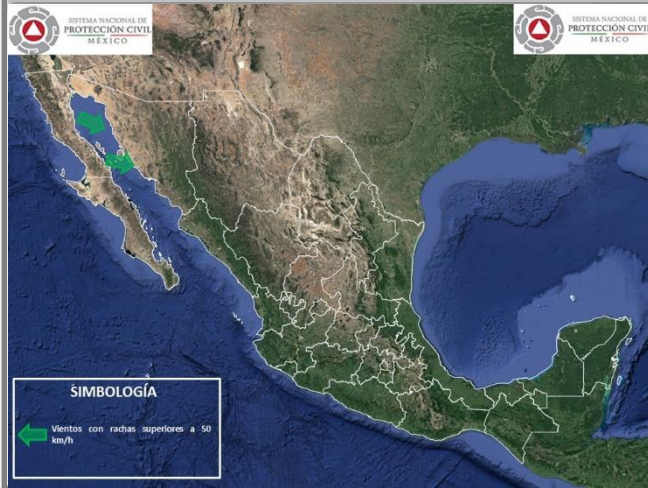 SISTEMA NACIONAL DE
PROTECCIÓN CIVIL
MÉXICO
SISTEMA NACIONAL DE
PROTECCIÓN CIVIL
MÉXICO
SIMBOLOGÍA
Vientos con rachas superiores a 50
km/h